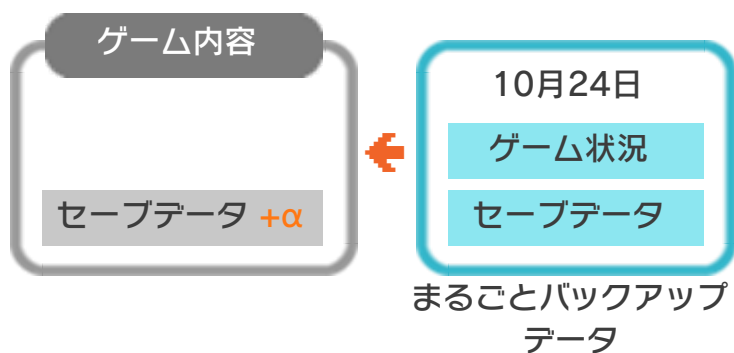 ゲーム内容
セーブデータ +α
10月24日
ゲーム状況
セーブデータ
まるごとバックアップ
データ